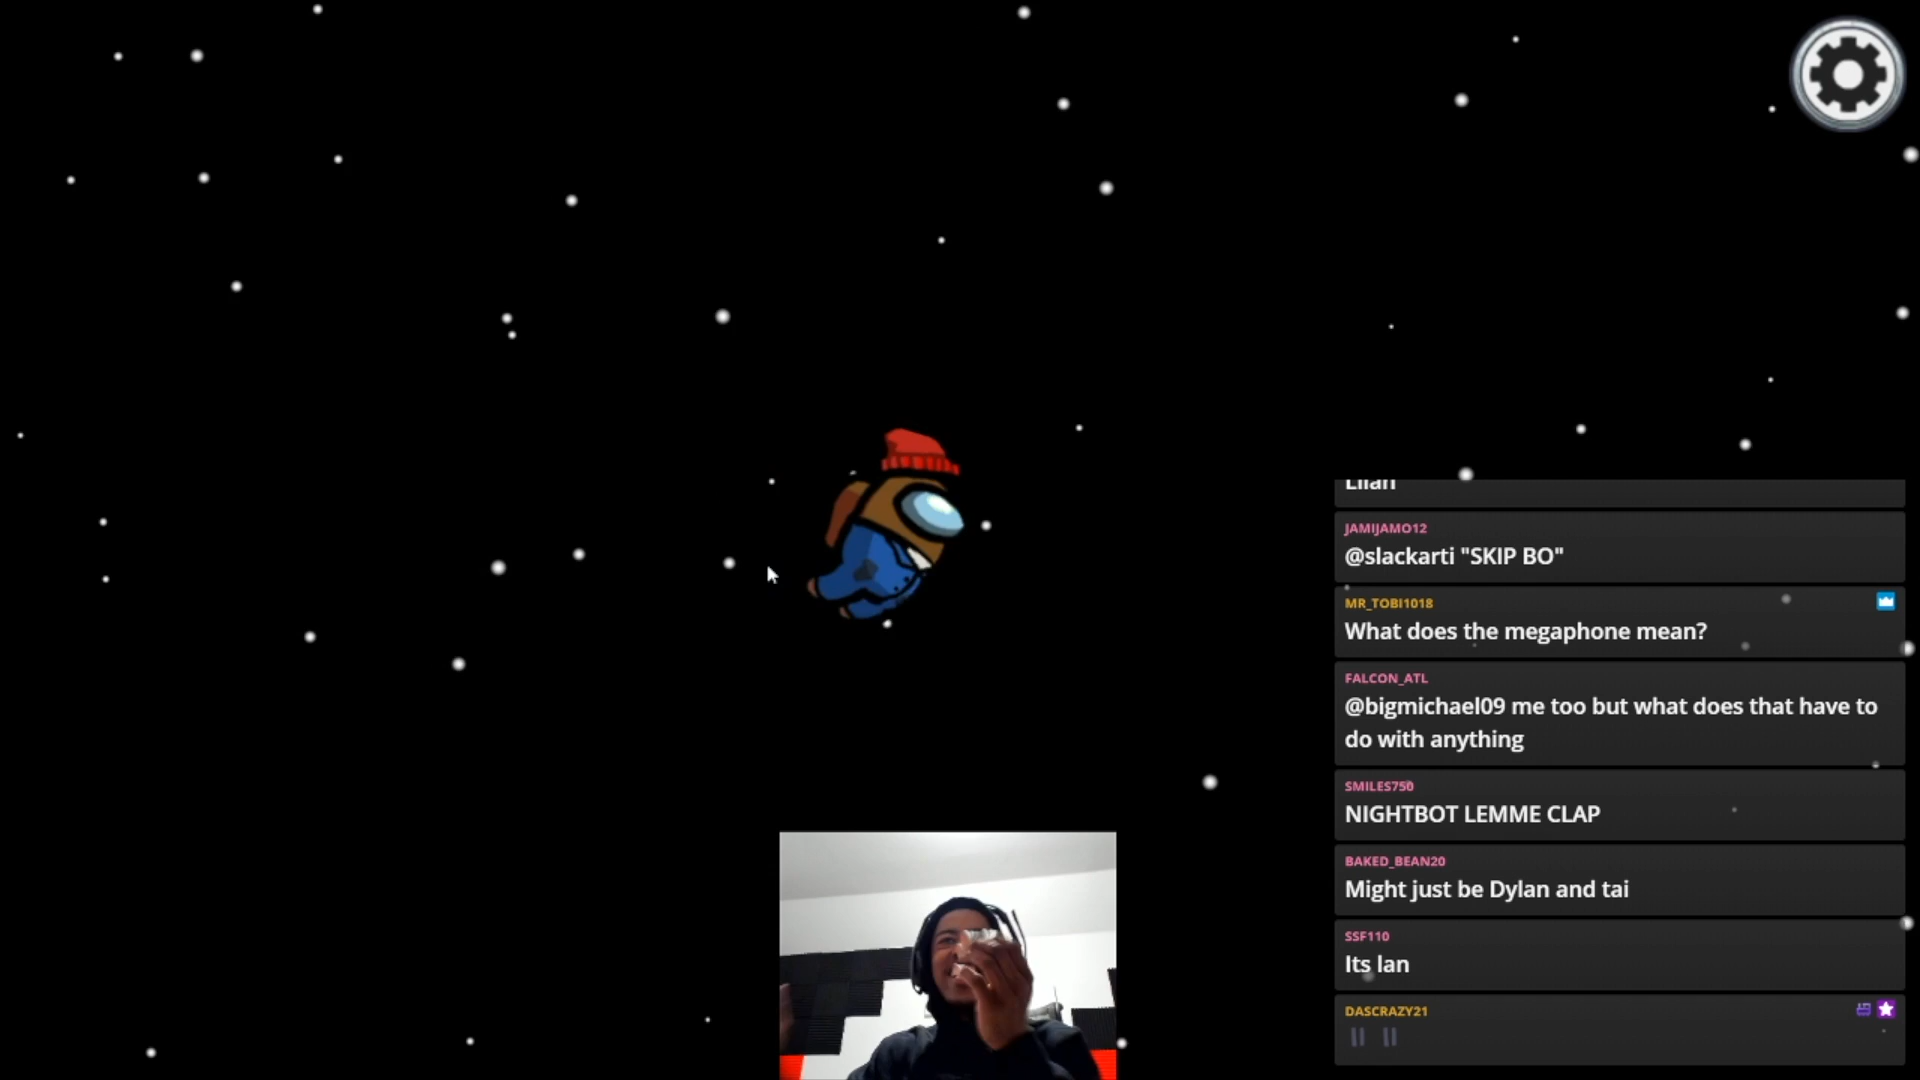 Lilan
JAMIJAMO12
@slackarti "SKIP BO"
MR_TOBI1018
What does the megaphone mean?
FALCON_ATL
@bigmichael09 me too but what does that have to
do with anything
SMILES750
NIGHTBOT LEMME CLAP
BAKED_BEAN20
Might just be Dylan and tai
SSF110
Its lan
DASCRAZY21